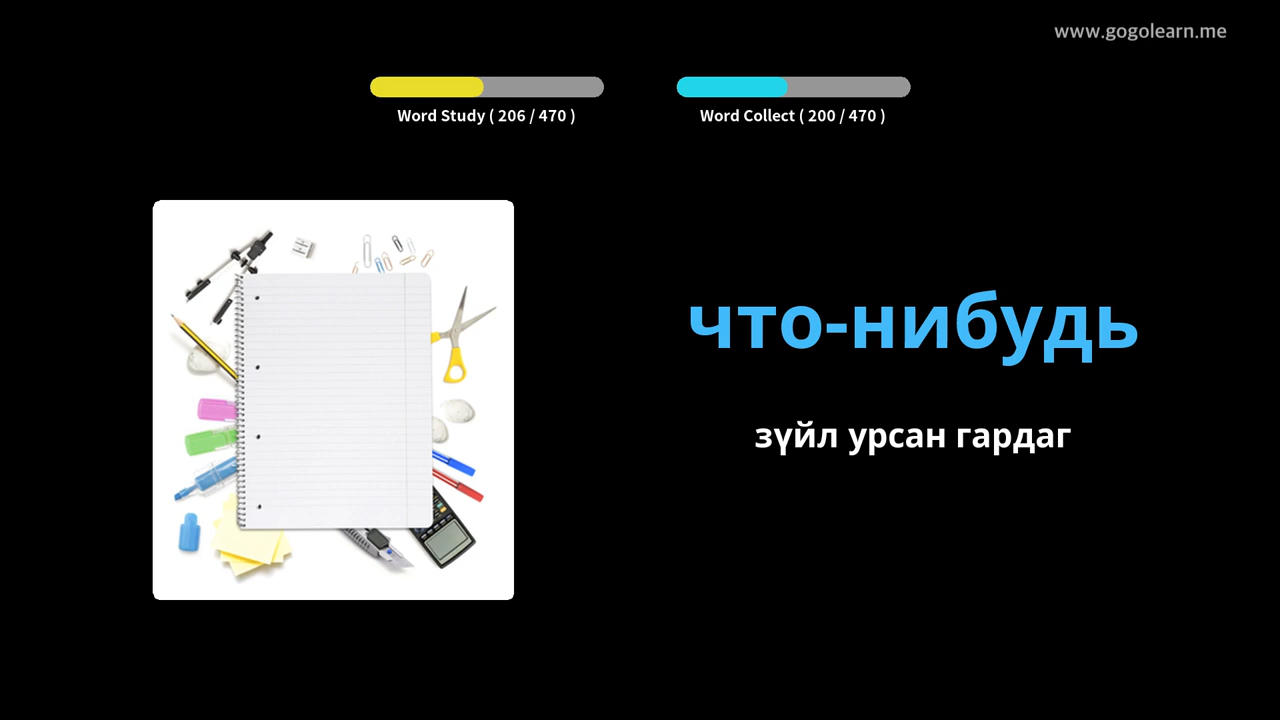 www.gogolearn.me
Word Study ( 206 / 470 )
Word Collect ( 200 / 470 )
что-нибудь
зүйл урсан гардаг